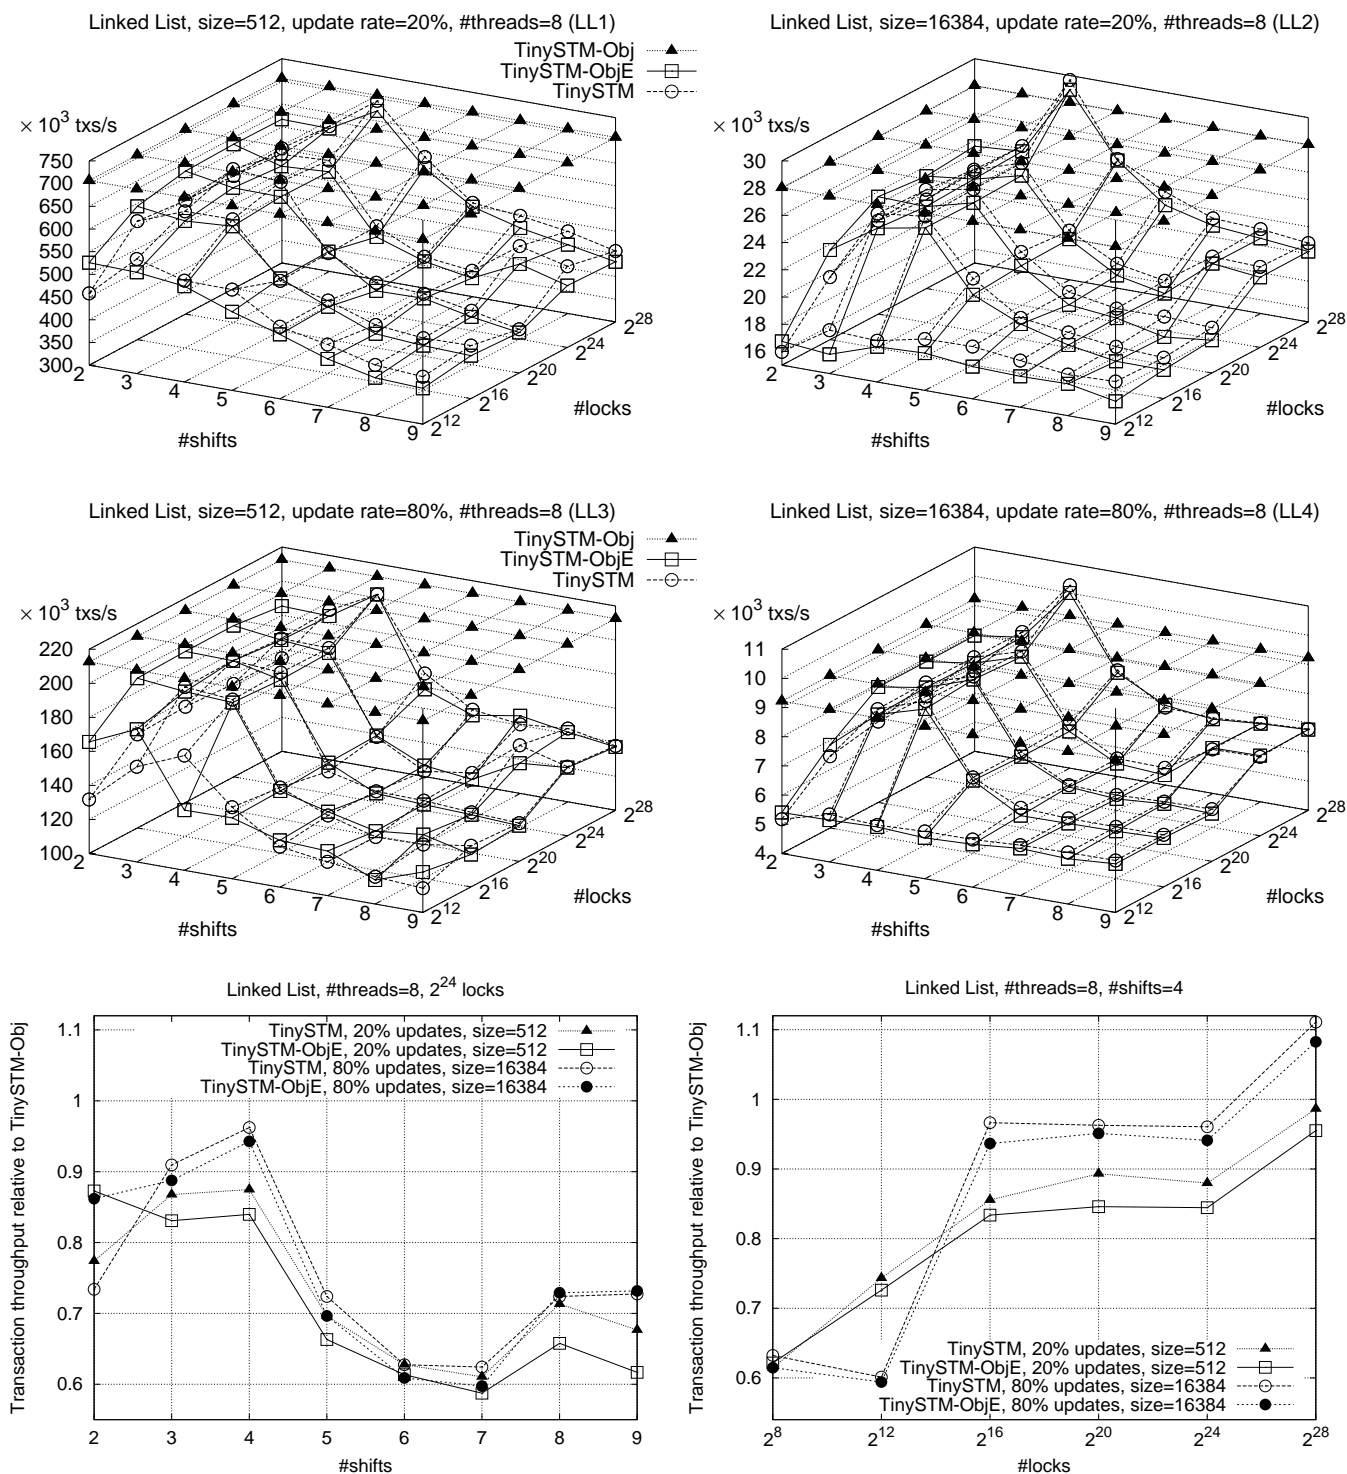 Linked List, size=512, update rate=20%, #threads=8 (LL1)
TinySTM-Obj
TinySTM-ObjE
TinySTM
× 10^3 txs/s
750
700
650
600
550
500
450
400
350
300
2
3
4
5
6
7
8
9
#shifts
2^12
2^16
2^20
2^24
2^28
#locks
Linked List, size=16384, update rate=20%, #threads=8 (LL2)
× 10^3 txs/s
30
28
26
24
22
20
18
16
2
3
4
5
6
7
8
9
#shifts
2^12
2^16
2^20
2^24
2^28
#locks
Linked List, size=512, update rate=80%, #threads=8 (LL3)
TinySTM-Obj
TinySTM-ObjE
TinySTM
× 10^3 txs/s
220
200
180
160
140
120
100
2
3
4
5
6
7
8
9
#shifts
2^12
2^16
2^20
2^24
2^28
#locks
Linked List, size=16384, update rate=80%, #threads=8 (LL4)
× 10^3 txs/s
11
10
9
8
7
6
5
4
2
3
4
5
6
7
8
9
#shifts
2^12
2^16
2^20
2^24
2^28
#locks
Linked List, #threads=8, 2^24 locks
Transaction throughput relative to TinySTM-Obj
1.1
1
0.9
0.8
0.7
0.6
TinySTM, 20% updates, size=512
TinySTM-ObjE, 20% updates, size=512
TinySTM, 80% updates, size=16384
TinySTM-ObjE, 80% updates, size=16384
2 3 4 5 6 7 8 9
#shifts
Linked List, #threads=8, #shifts=4
Transaction throughput relative to TinySTM-Obj
1.1
1
0.9
0.8
0.7
0.6
TinySTM, 20% updates, size=512
TinySTM-ObjE, 20% updates, size=512
TinySTM, 80% updates, size=16384
TinySTM-ObjE, 80% updates, size=16384
2^8 2^12 2^16 2^20 2^24 2^28
#locks